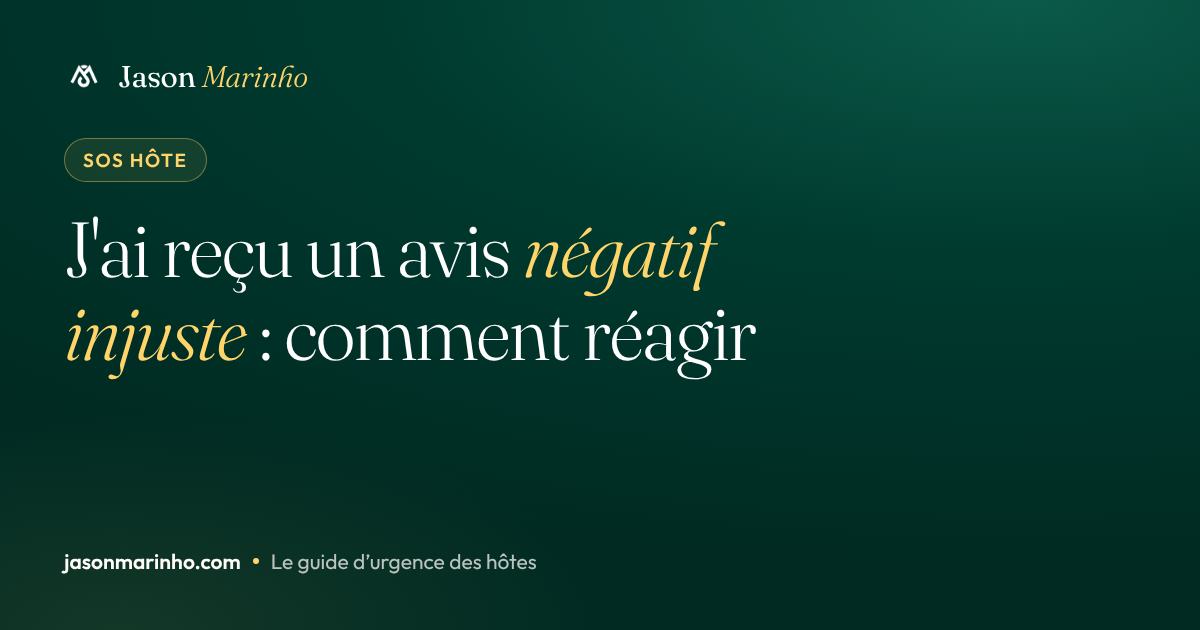 Jason Marinho
SOS HÔTE
J'ai reçu un avis négatif
injuste : comment réagir
jasonmarinho.com • Le guide d’urgence des hôtes